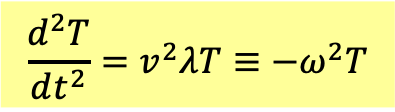 d²T/dt² = v²λT ≡ −ω²T